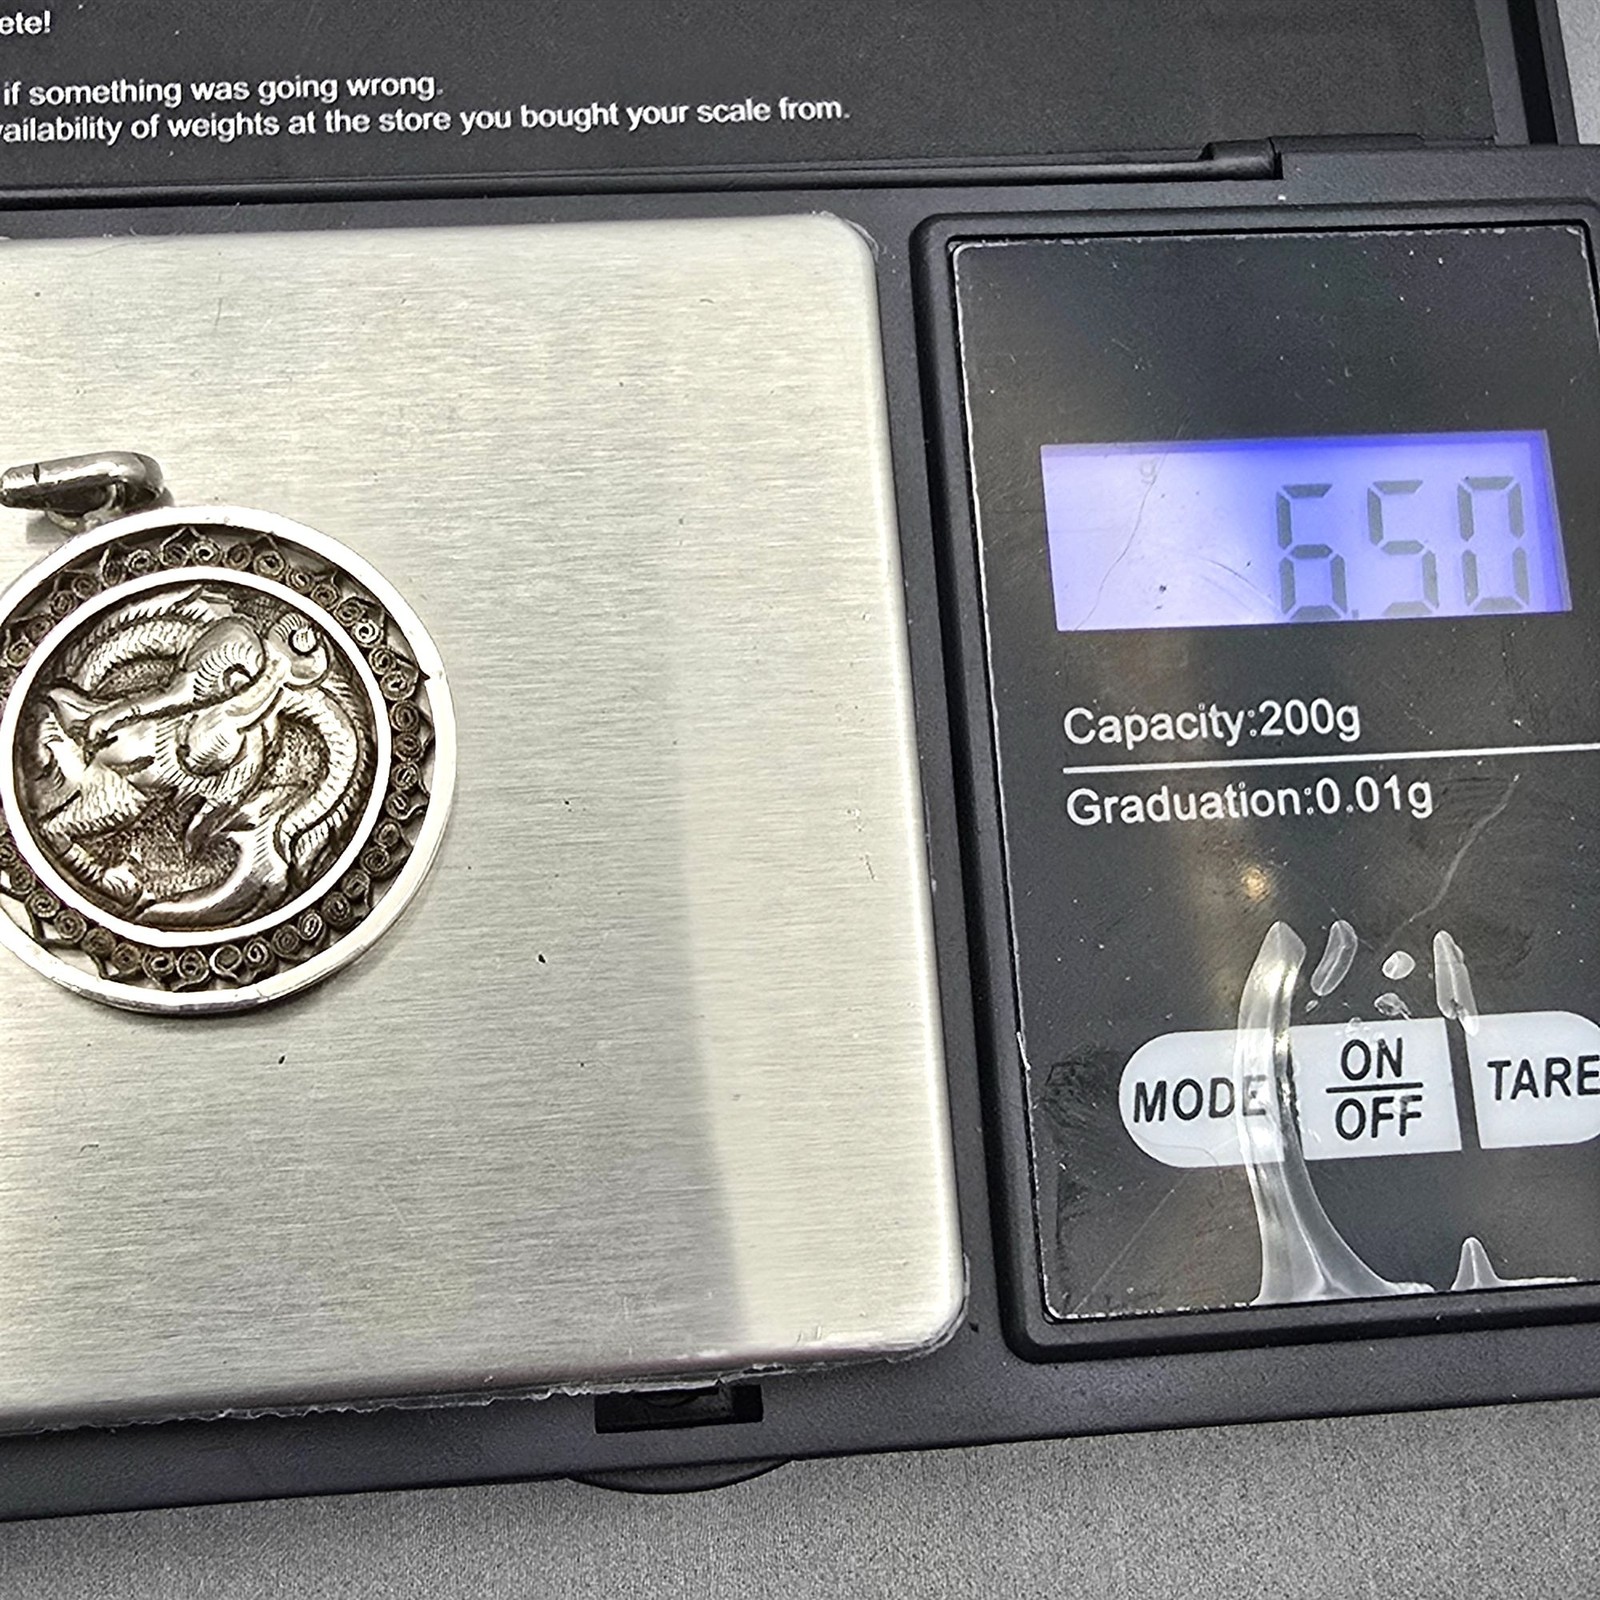 ete!
if something was going wrong.
vailability of weights at the store you bought your scale from.
g
6.50
Capacity:200g
Graduation:0.01g
MODE
ON
OFF
TARE